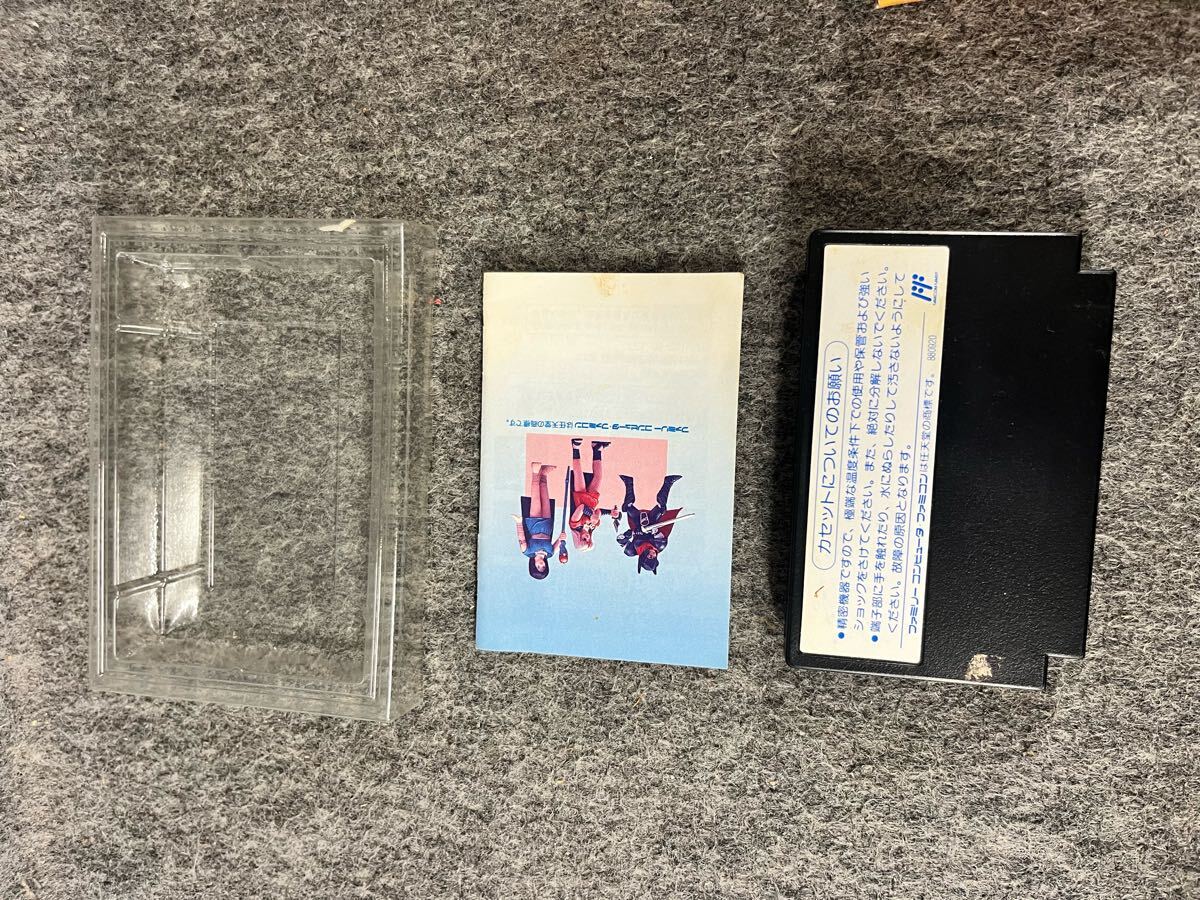 ファミリー コンピュータ・ファミコンは任天堂の商標です。
カセットについてのお願い
●精密機器ですので、極端な温度条件下での使用や保管および強い
ショックをさけてください。また、絶対に分解しないでください。
●端子部に手を触れたり、水にぬらしたりして汚さないようにして
ください。故障の原因となります。
ファミリー コンピュータ ファミコンは任天堂の商標です。 880920